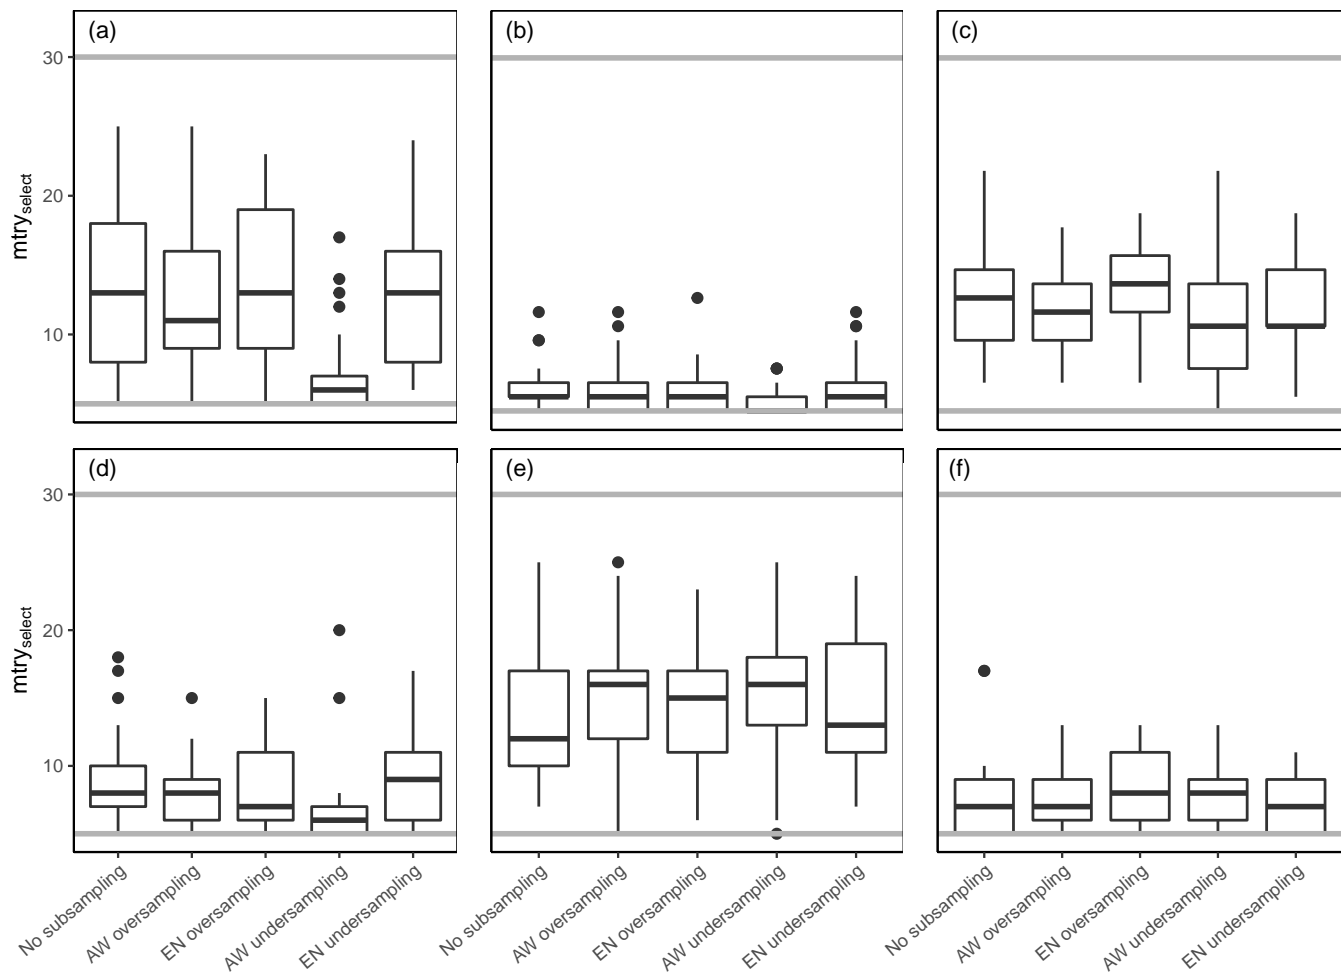 (a)
(b)
(c)
30
20
10
mtryselect
(d)
(e)
(f)
30
20
10
mtryselect
No subsampling
AW oversampling
EN oversampling
AW undersampling
EN undersampling
No subsampling
AW oversampling
EN oversampling
AW undersampling
EN undersampling
No subsampling
AW oversampling
EN oversampling
AW undersampling
EN undersampling